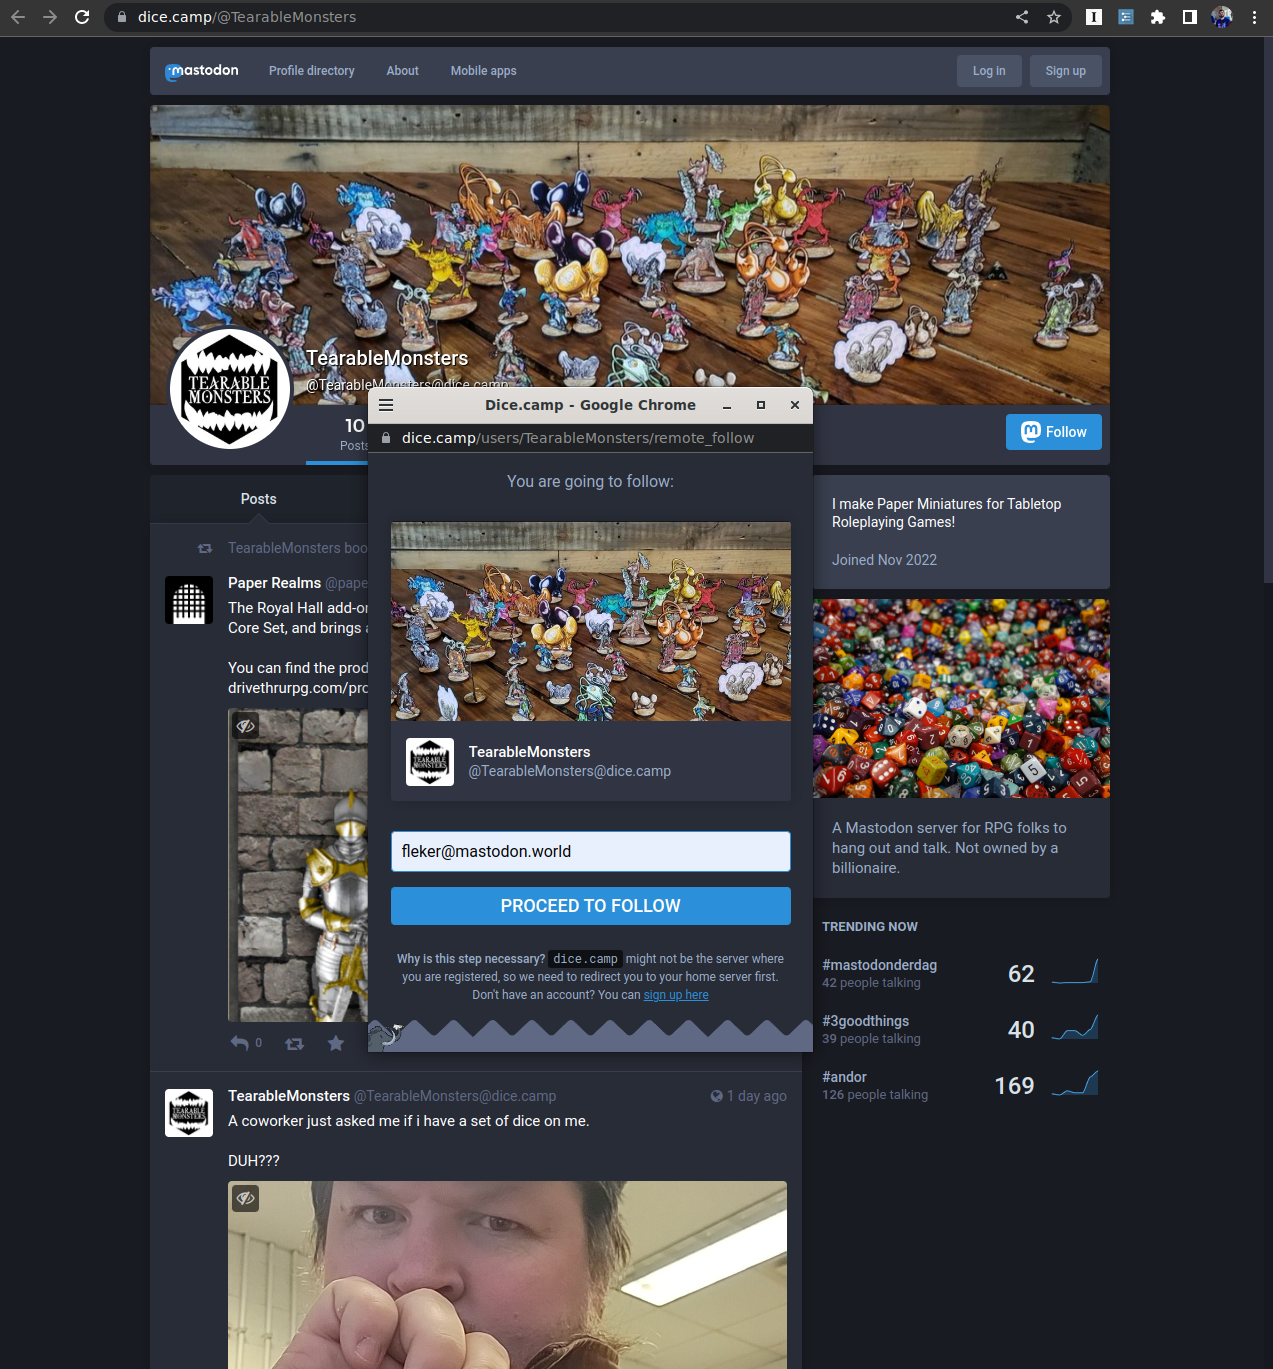 dice.camp/@TearableMonsters
mastodon
Profile directory
About
Mobile apps
Log in
Sign up
TearableMonsters
@TearableMonsters@dice.camp
TEARABLE
MONSTERS
10
Posts
Follow
Dice.camp - Google Chrome
dice.camp/users/TearableMonsters/remote_follow
You are going to follow:
TEARABLE
MONSTERS
TearableMonsters
@TearableMonsters@dice.camp
fleker@mastodon.world
PROCEED TO FOLLOW
Why is this step necessary? dice.camp might not be the server where
you are registered, so we need to redirect you to your home server first.
Don't have an account? You can sign up here
Posts
TearableMonsters boo
Paper Realms @pape
The Royal Hall add-o
Core Set, and brings
You can find the prod
drivethrurpg.com/pro
0
TEARABLE
MONSTERS
TearableMonsters @TearableMonsters@dice.camp
1 day ago
A coworker just asked me if i have a set of dice on me.
DUH???
I make Paper Miniatures for Tabletop
Roleplaying Games!
Joined Nov 2022
A Mastodon server for RPG folks to
hang out and talk. Not owned by a
billionaire.
TRENDING NOW
#mastodonderdag
42 people talking
62
#3goodthings
39 people talking
40
#andor
126 people talking
169